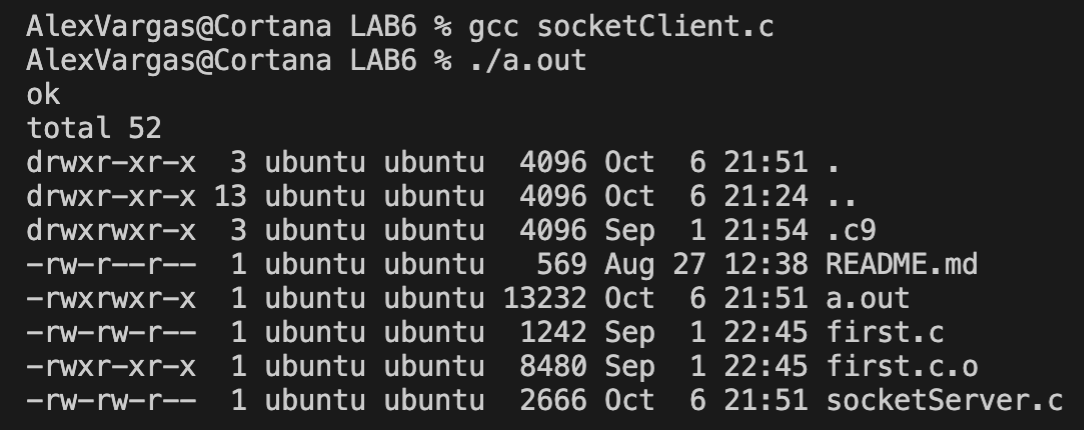 AlexVargas@Cortana LAB6 % gcc socketClient.c
AlexVargas@Cortana LAB6 % ./a.out
ok
total 52
drwxr-xr-x  3 ubuntu ubuntu  4096 Oct  6 21:51 .
drwxr-xr-x 13 ubuntu ubuntu  4096 Oct  6 21:24 ..
drwxrwxr-x  3 ubuntu ubuntu  4096 Sep  1 21:54 .c9
-rw-r--r--  1 ubuntu ubuntu   569 Aug 27 12:38 README.md
-rwxrwxr-x  1 ubuntu ubuntu 13232 Oct  6 21:51 a.out
-rw-rw-r--  1 ubuntu ubuntu  1242 Sep  1 22:45 first.c
-rwxr-xr-x  1 ubuntu ubuntu  8480 Sep  1 22:45 first.c.o
-rw-rw-r--  1 ubuntu ubuntu  2666 Oct  6 21:51 socketServer.c